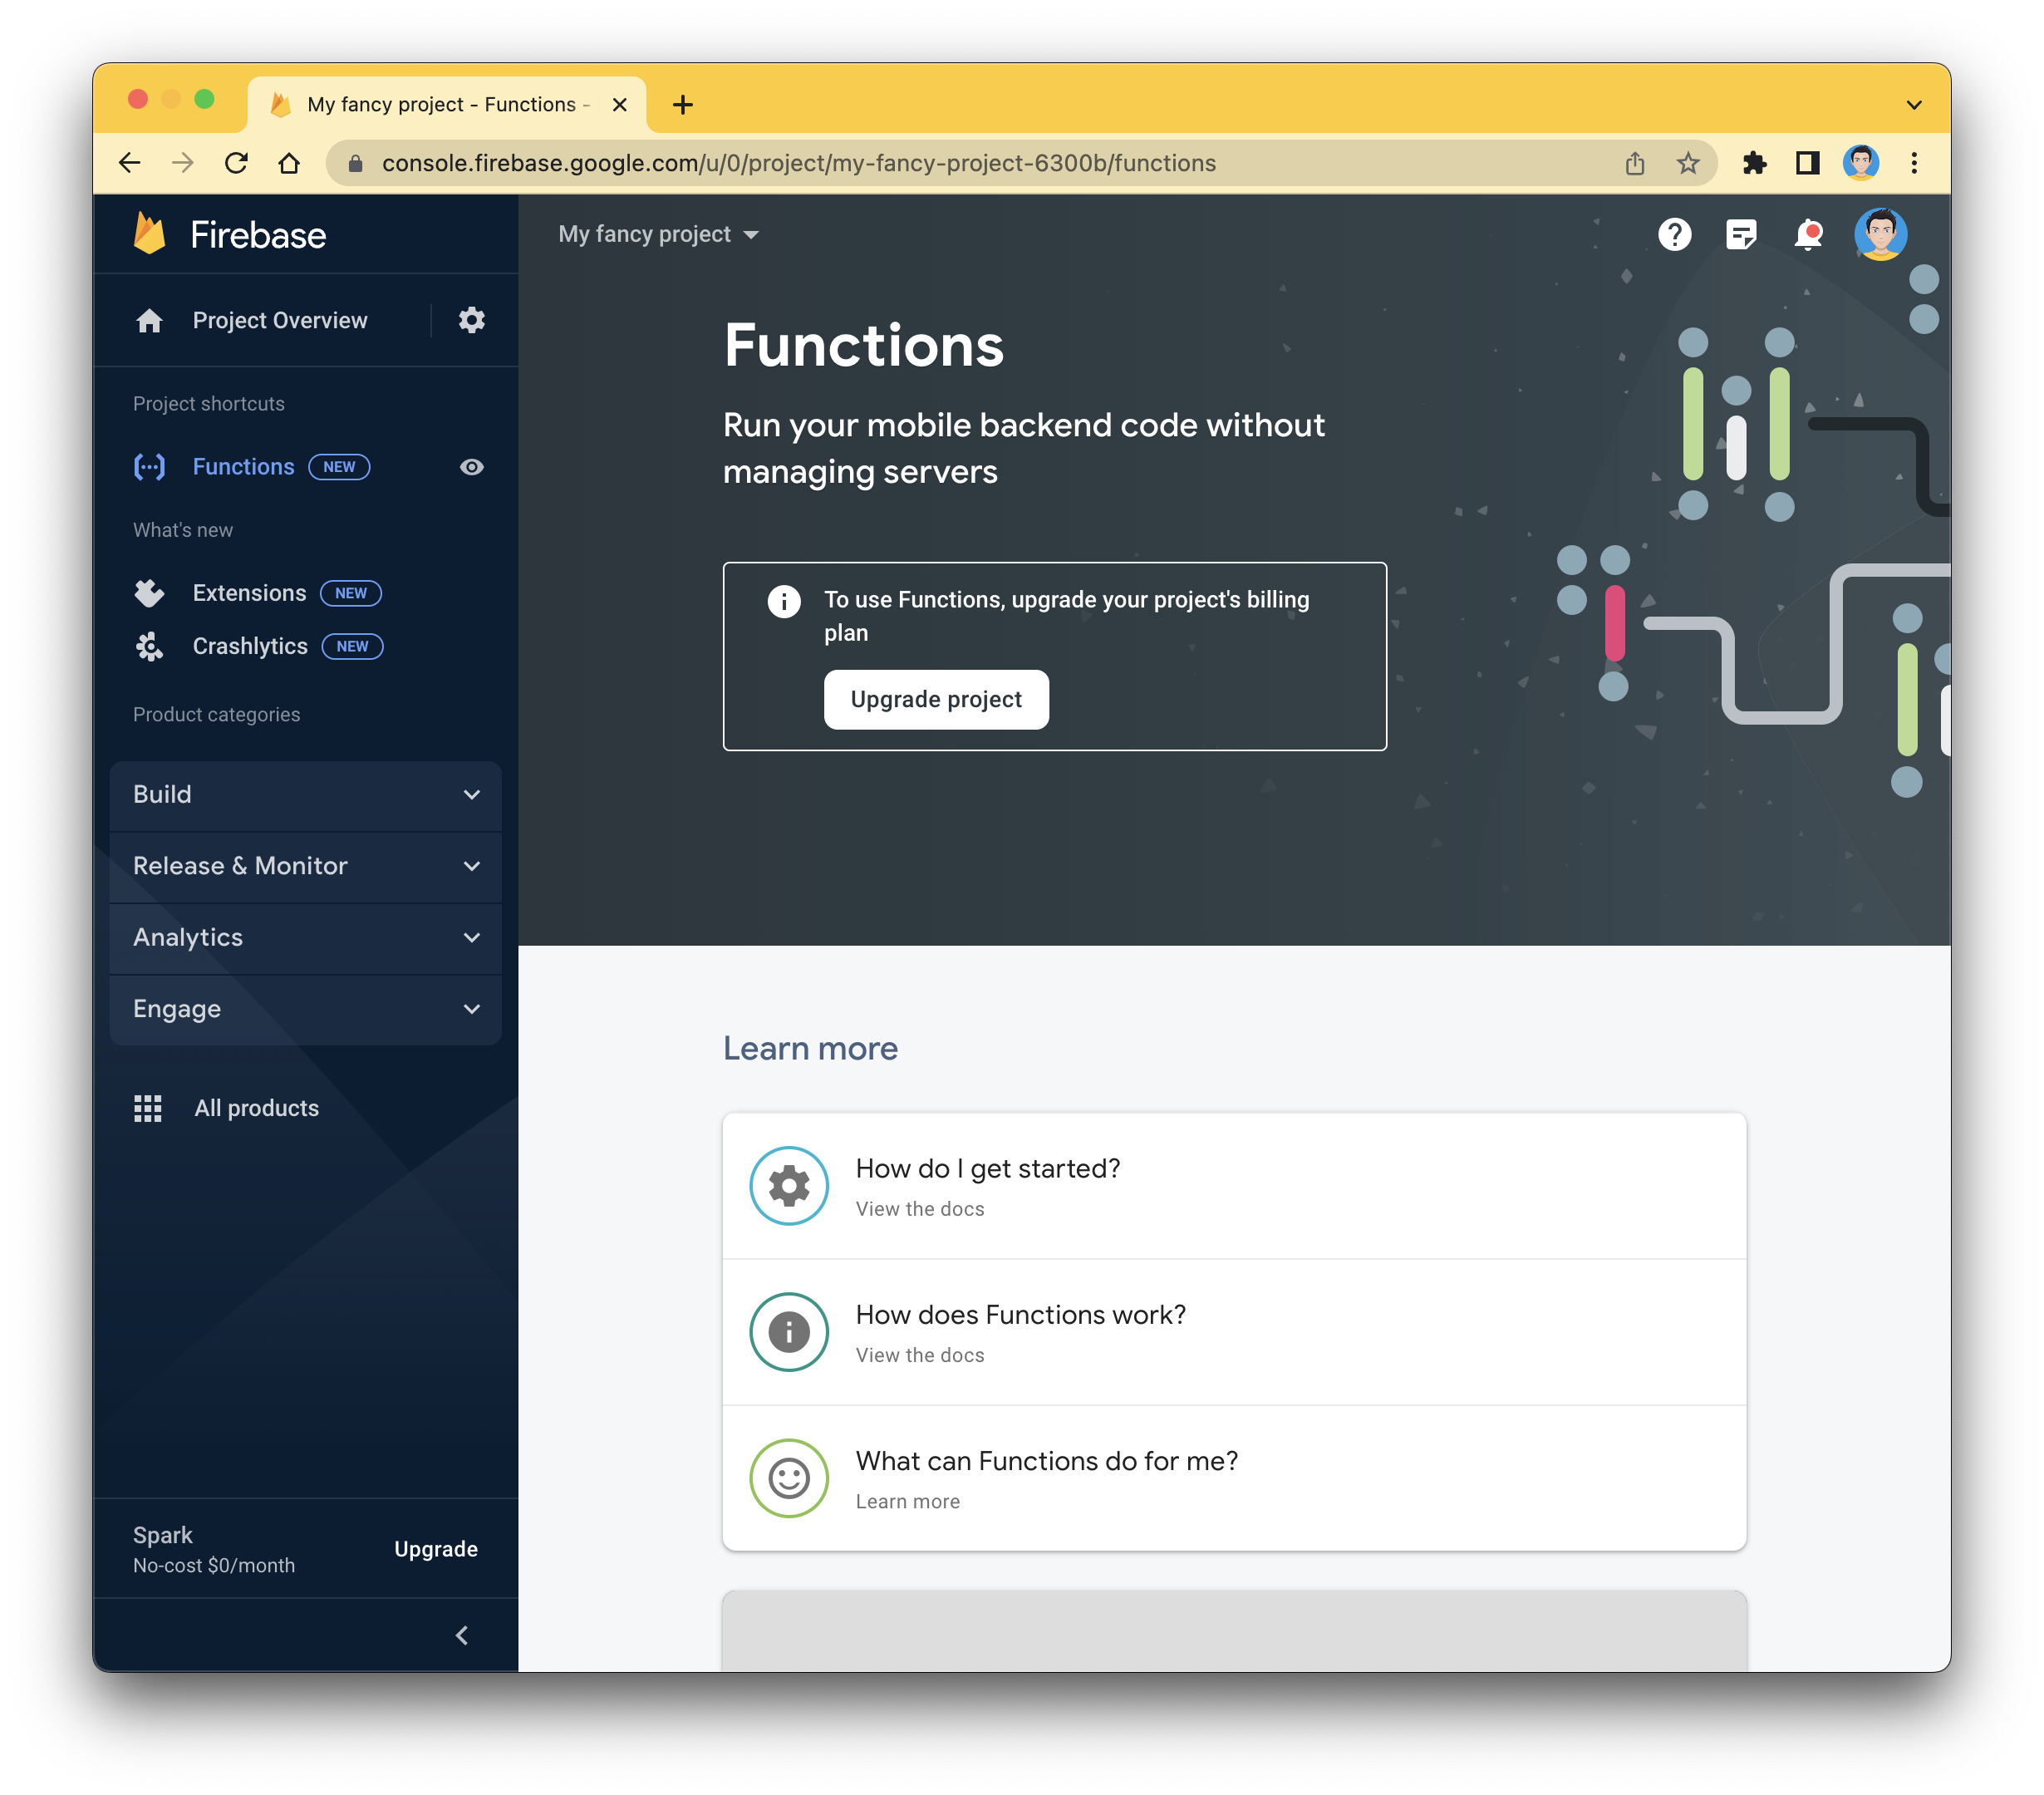 My fancy project - Functions -
console.firebase.google.com/u/0/project/my-fancy-project-6300b/functions
Firebase
My fancy project
Project Overview
Project shortcuts
Functions NEW
What's new
Extensions NEW
Crashlytics NEW
Product categories
Build
Release & Monitor
Analytics
Engage
All products
Spark
No-cost $0/month
Upgrade
Functions
Run your mobile backend code without
managing servers
To use Functions, upgrade your project's billing
plan
Upgrade project
Learn more
How do I get started?
View the docs
How does Functions work?
View the docs
What can Functions do for me?
Learn more